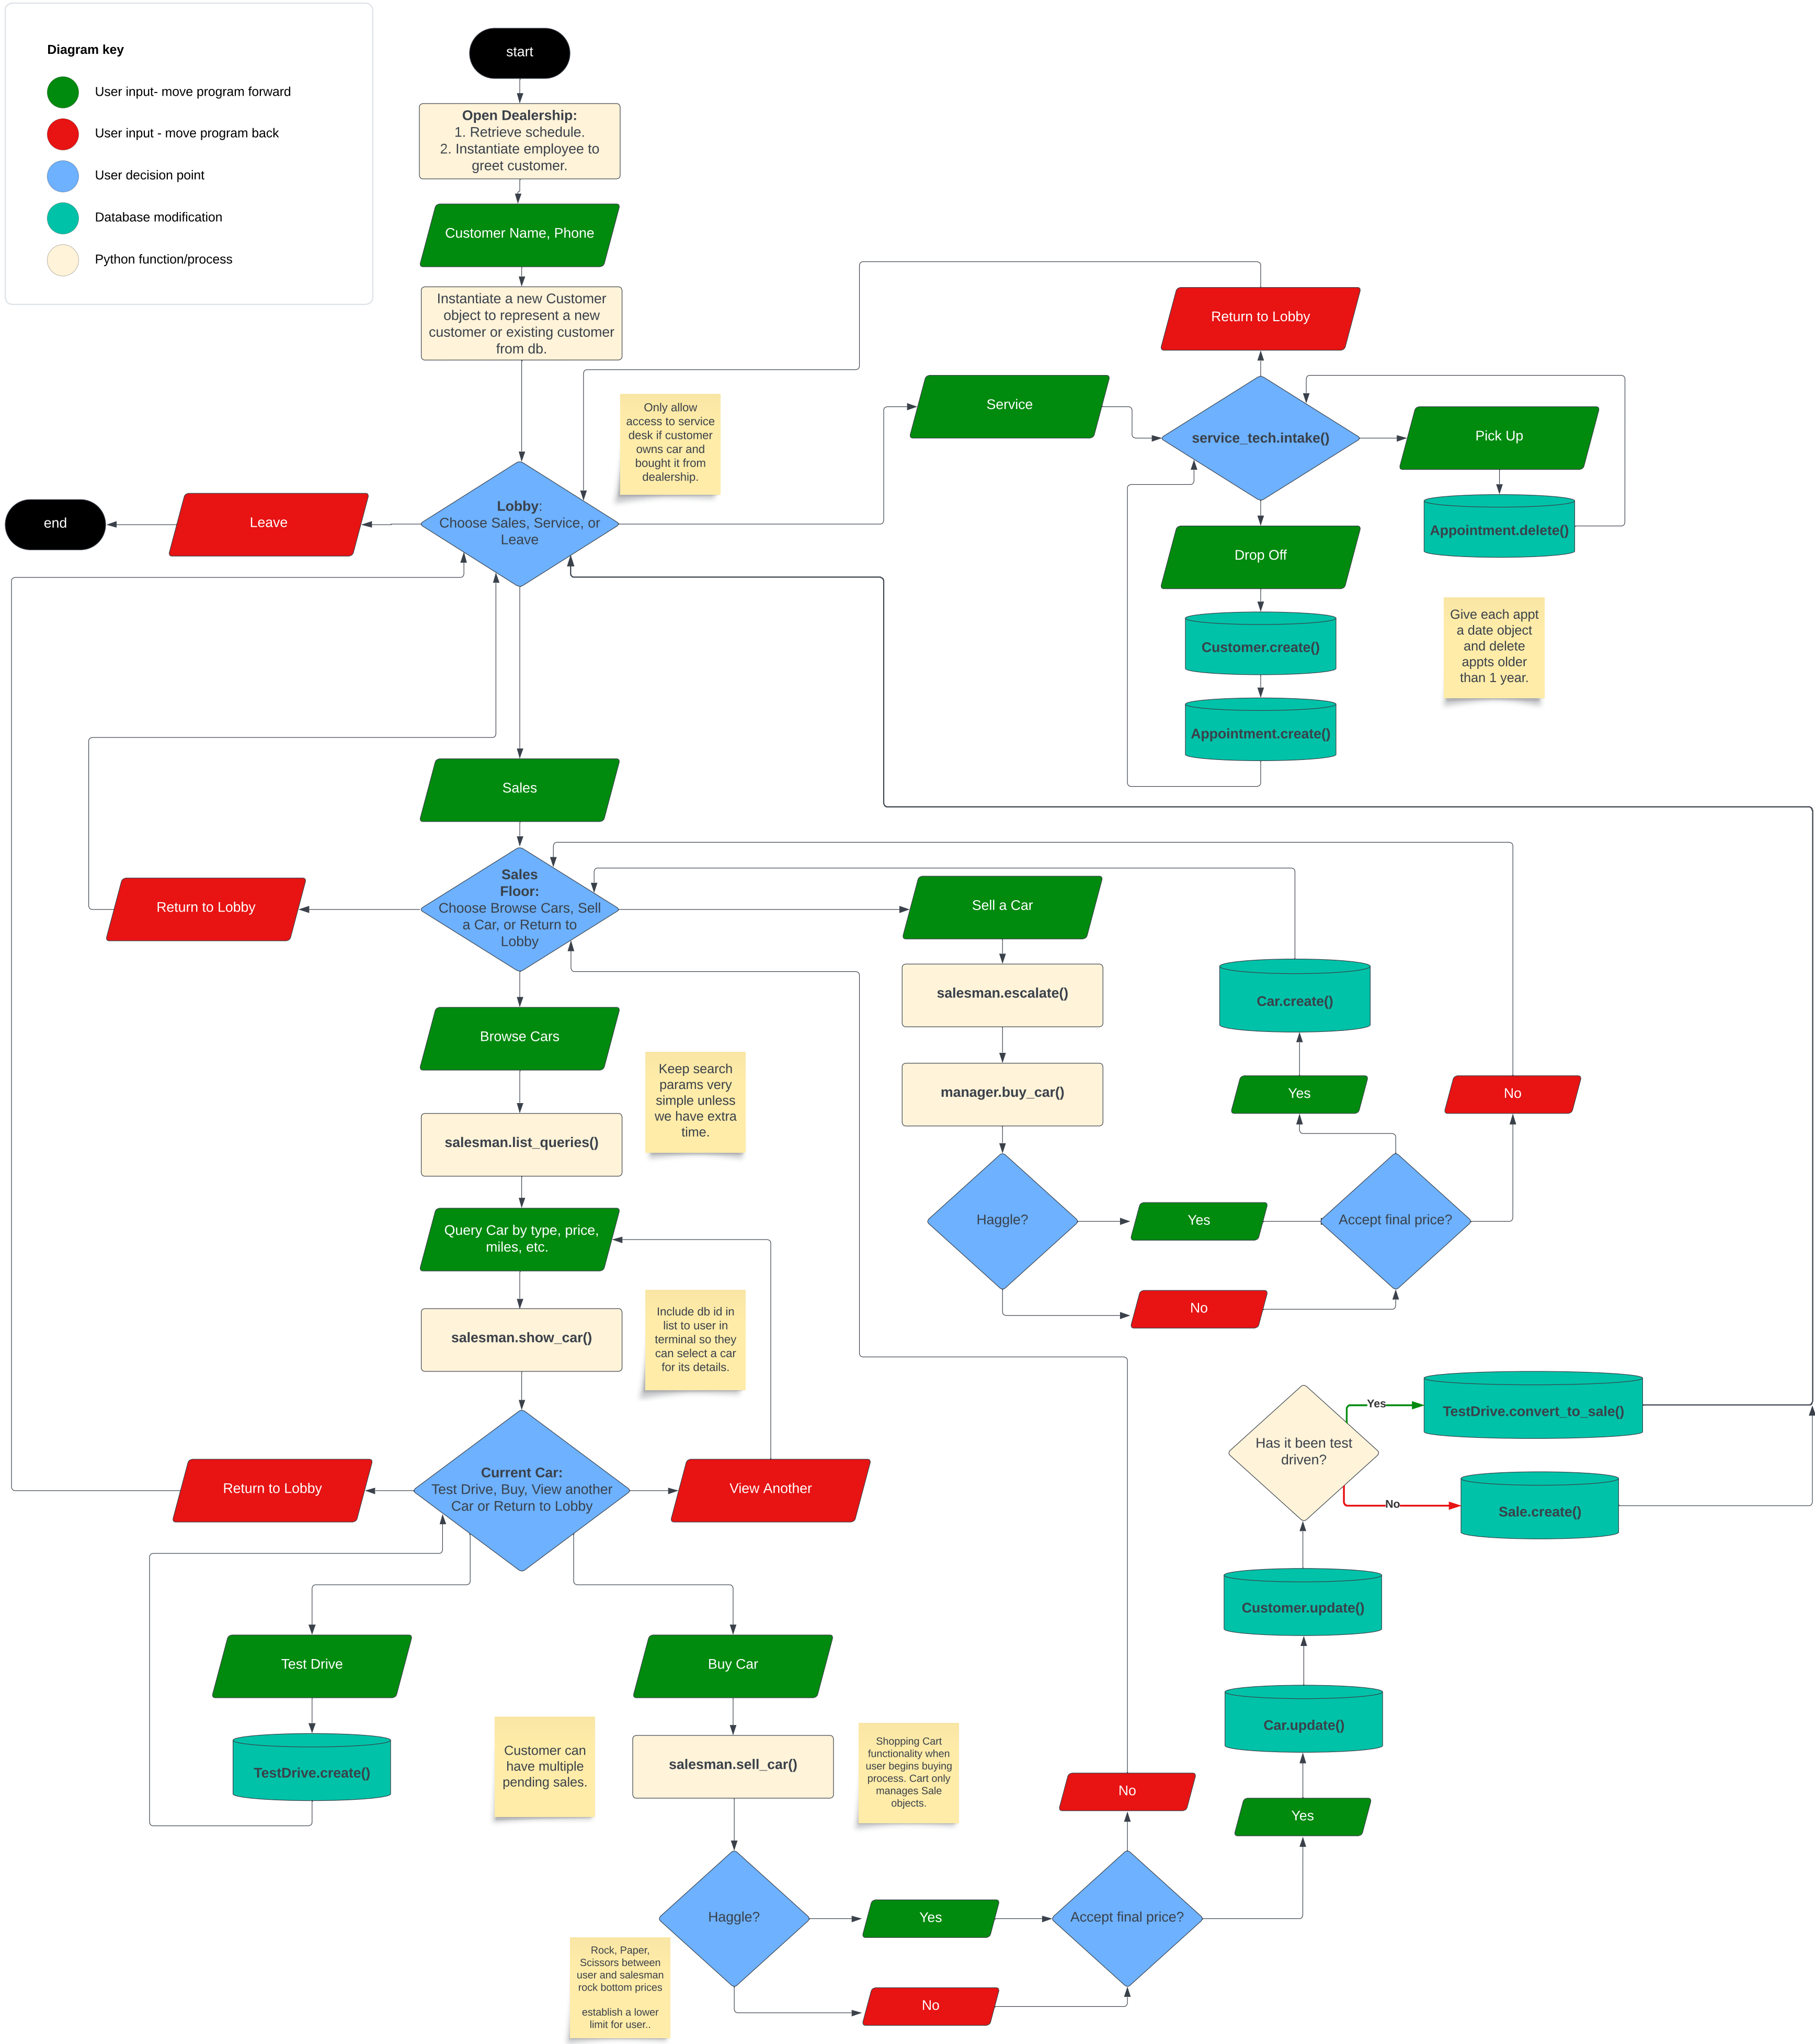 Diagram key
User input- move program forward
User input - move program back
User decision point
Database modification
Python function/process
start
Open Dealership:
1. Retrieve schedule.
2. Instantiate employee to
greet customer.
Customer Name, Phone
Instantiate a new Customer
object to represent a new
customer or existing customer
from db.
Only allow
access to service
desk if customer
owns car and
bought it from
dealership.
Lobby:
Choose Sales, Service, or
Leave
Leave
end
Service
Return to Lobby
service_tech.intake()
Pick Up
Appointment.delete()
Drop Off
Customer.create()
Appointment.create()
Give each appt
a date object
and delete
appts older
than 1 year.
Sales
Sales
Floor:
Choose Browse Cars, Sell
a Car, or Return to
Lobby
Return to Lobby
Sell a Car
salesman.escalate()
manager.buy_car()
Haggle?
Yes
No
Accept final price?
Yes
No
Car.create()
Browse Cars
Keep search
params very
simple unless
we have extra
time.
salesman.list_queries()
Query Car by type, price,
miles, etc.
salesman.show_car()
Include db id in
list to user in
terminal so they
can select a car
for its details.
Current Car:
Test Drive, Buy, View another
Car or Return to Lobby
Return to Lobby
View Another
Test Drive
TestDrive.create()
Buy Car
salesman.sell_car()
Customer can
have multiple
pending sales.
Shopping Cart
functionality when
user begins buying
process. Cart only
manages Sale
objects.
Haggle?
Rock, Paper,
Scissors between
user and salesman
rock bottom prices
establish a lower
limit for user..
Yes
No
Accept final price?
No
Yes
Car.update()
Customer.update()
Has it been test
driven?
Yes
TestDrive.convert_to_sale()
No
Sale.create()